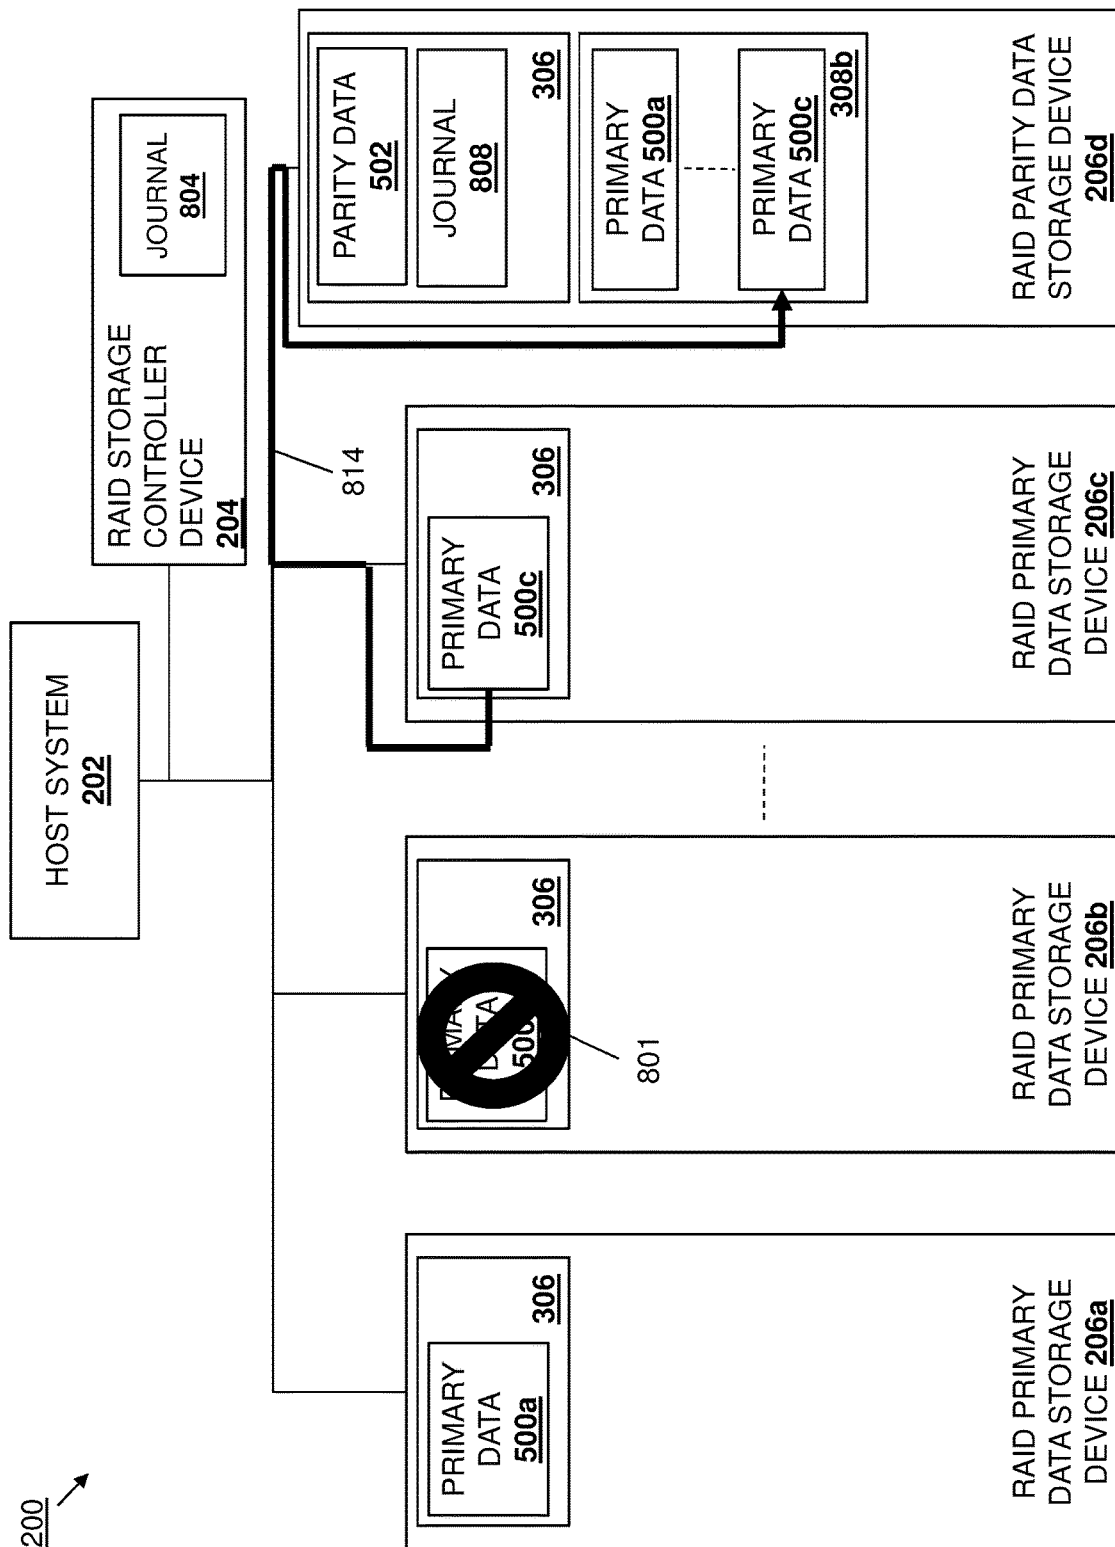 200
HOST SYSTEM
202
RAID STORAGE
CONTROLLER
DEVICE
204
JOURNAL
804
814
PRIMARY
DATA
500a
306
RAID PRIMARY
DATA STORAGE
DEVICE 206a
DATA
500
306
801
RAID PRIMARY
DATA STORAGE
DEVICE 206b
PRIMARY
DATA
500c
306
RAID PRIMARY
DATA STORAGE
DEVICE 206c
PARITY DATA
502
JOURNAL
808
306
PRIMARY
DATA 500a
PRIMARY
DATA 500c
308b
RAID PARITY DATA
STORAGE DEVICE
206d